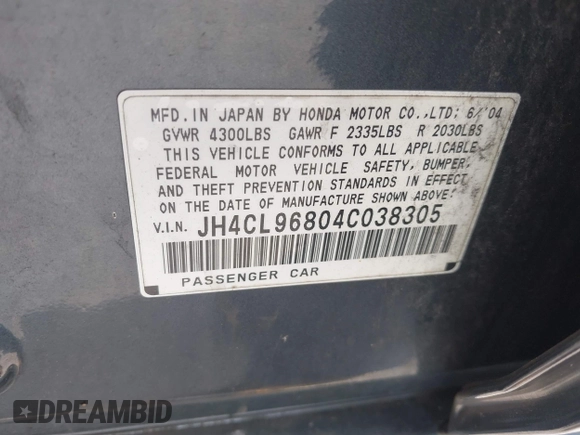 MFD. IN JAPAN BY HONDA MOTOR CO., LTD: 6/'04
GVWR 4300LBS GAWR F 2335LBS R 2030LBS
THIS VEHICLE CONFORMS TO ALL APPLICABLE
FEDERAL MOTOR VEHICLE SAFETY, BUMPER,
AND THEFT PREVENTION STANDARDS IN EFFECT
ON THE DATE OF MANUFACTURE SHOWN ABOVE.
V.I.N. JH4CL96804C038305
PASSENGER CAR
DREAMBID